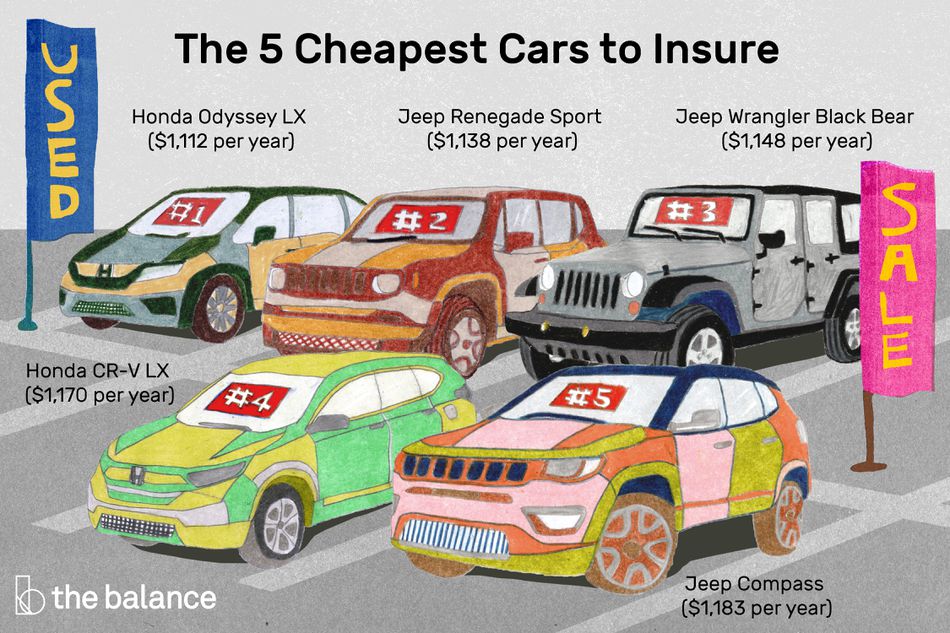 The 5 Cheapest Cars to Insure
USED
Honda Odyssey LX
($1,112 per year)
Jeep Renegade Sport
($1,138 per year)
Jeep Wrangler Black Bear
($1,148 per year)
SALE
#1
#2
#3
Honda CR-V LX
($1,170 per year)
#4
#5
Jeep Compass
($1,183 per year)
the balance